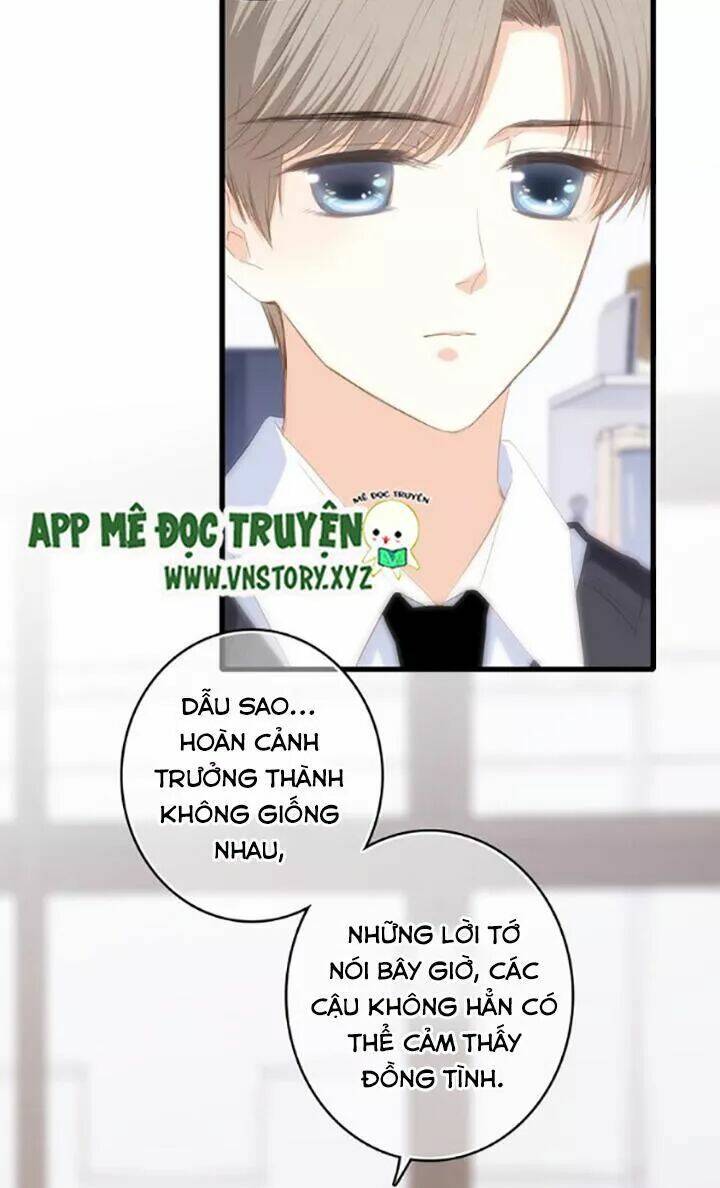 MÊ ĐỌC TRUYỆN
APP MÊ ĐỌC TRUYỆN
WWW.VNSTORY.XYZ
DẪU SAO...
HOÀN CẢNH
TRƯỞNG THÀNH
KHÔNG GIỐNG
NHAU,
NHỮNG LỜI TỚ
NÓI BÂY GIỜ, CÁC
CẬU KHÔNG HẲN CÓ
THỂ CẢM THẤY
ĐỒNG TÌNH.